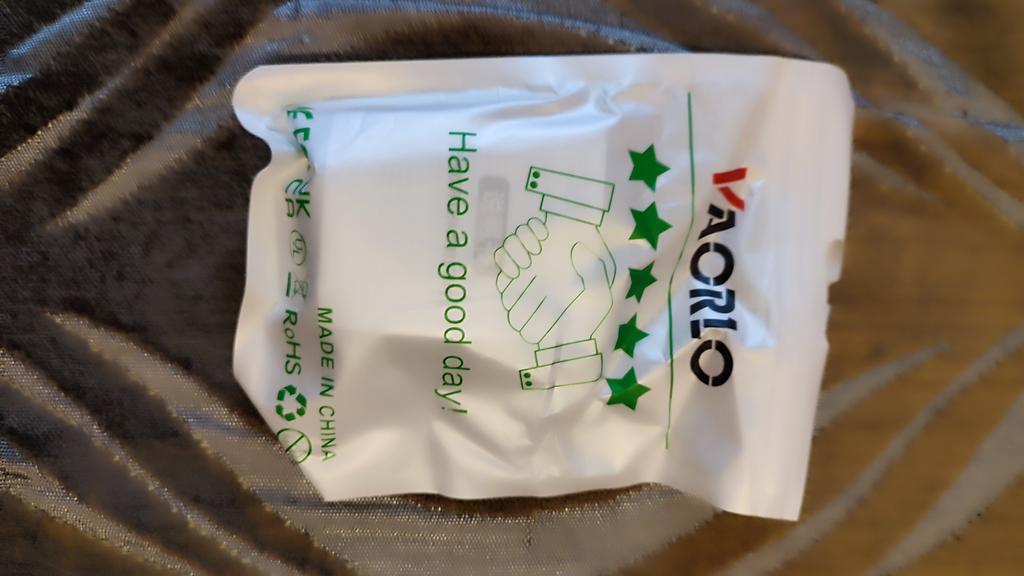 VAORLO
Have a good day!
MADE IN CHINA
RoHS